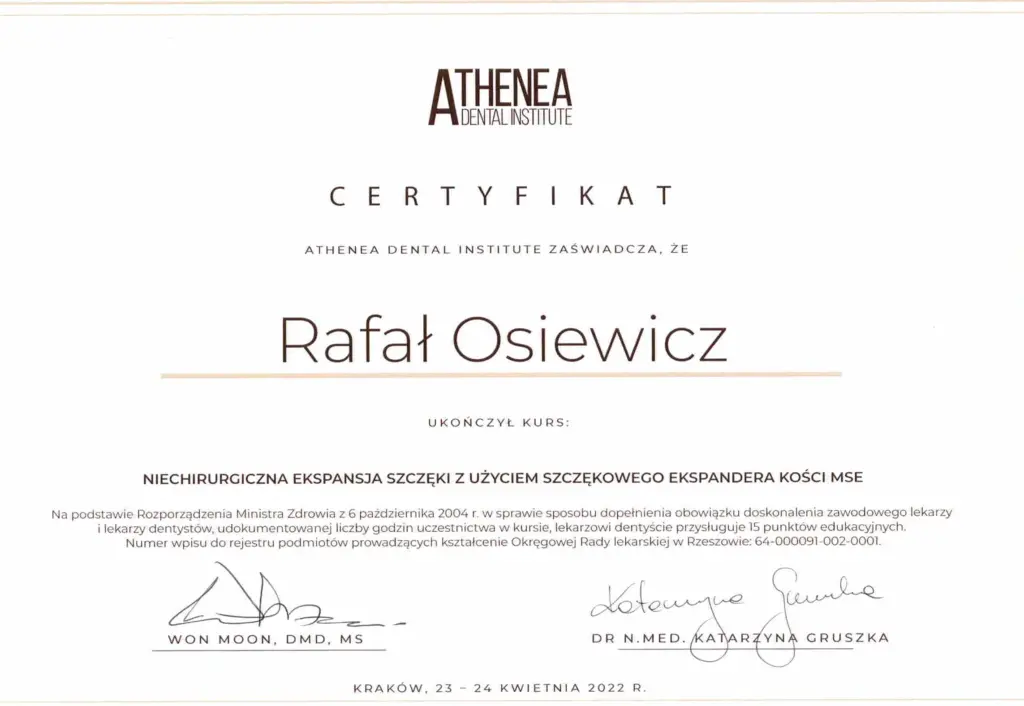 ATHENEA
DENTAL INSTITUTE
CERTYFIKAT
ATHENEA DENTAL INSTITUTE ZAŚWIADCZA, ŻE
Rafał Osiewicz
UKOŃCZYŁ KURS:
NIECHIRURGICZNA EKSPANSJA SZCZĘKI Z UŻYCIEM SZCZĘKOWEGO EKSPANDERA KOŚCI MSE
Na podstawie Rozporządzenia Ministra Zdrowia z 6 października 2004 r. w sprawie sposobu dopełnienia obowiązku doskonalenia zawodowego lekarzy
i lekarzy dentystów, udokumentowanej liczby godzin uczestnictwa w kursie, lekarzowi dentyście przysługuje 15 punktów edukacyjnych.
Numer wpisu do rejestru podmiotów prowadzących kształcenie Okręgowej Rady lekarskiej w Rzeszowie: 64-000091-002-0001.
Katarzyna Gruszka
WON MOON, DMD, MS
DR N.MED. KATARZYNA GRUSZKA
KRAKÓW, 23 – 24 KWIETNIA 2022 R.